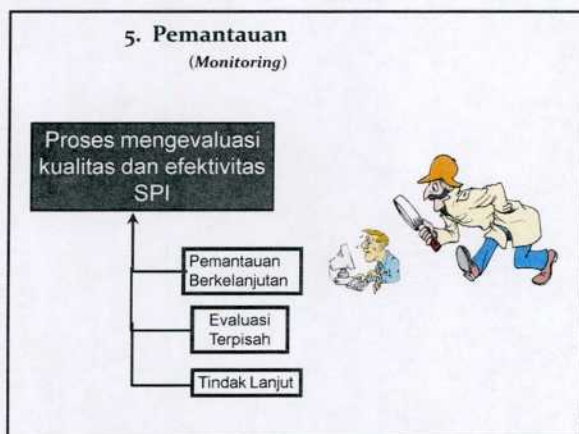 5. Pemantauan
(Monitoring)
Proses mengevaluasi
kualitas dan efektivitas
SPI
Pemantauan
Berkelanjutan
Evaluasi
Terpisah
Tindak Lanjut